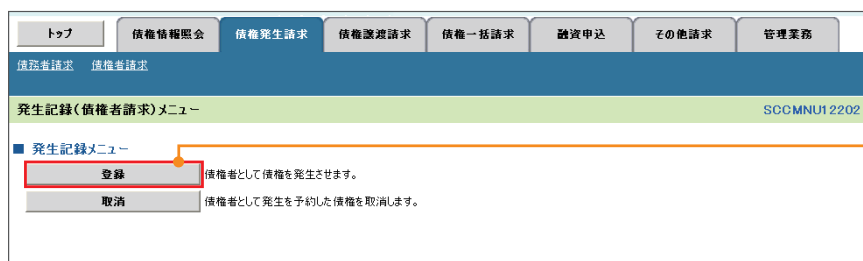 トップ 債権情報照会 債権発生請求 債権譲渡請求 債権一括請求 融資申込 その他請求 管理業務
債務者請求 債権者請求
発生記録(債権者請求)メニュー SCCMNU12202
■ 発生記録メニュー
登録 債権者として債権を発生させます。
取消 債権者として発生を予約した債権を取消します。